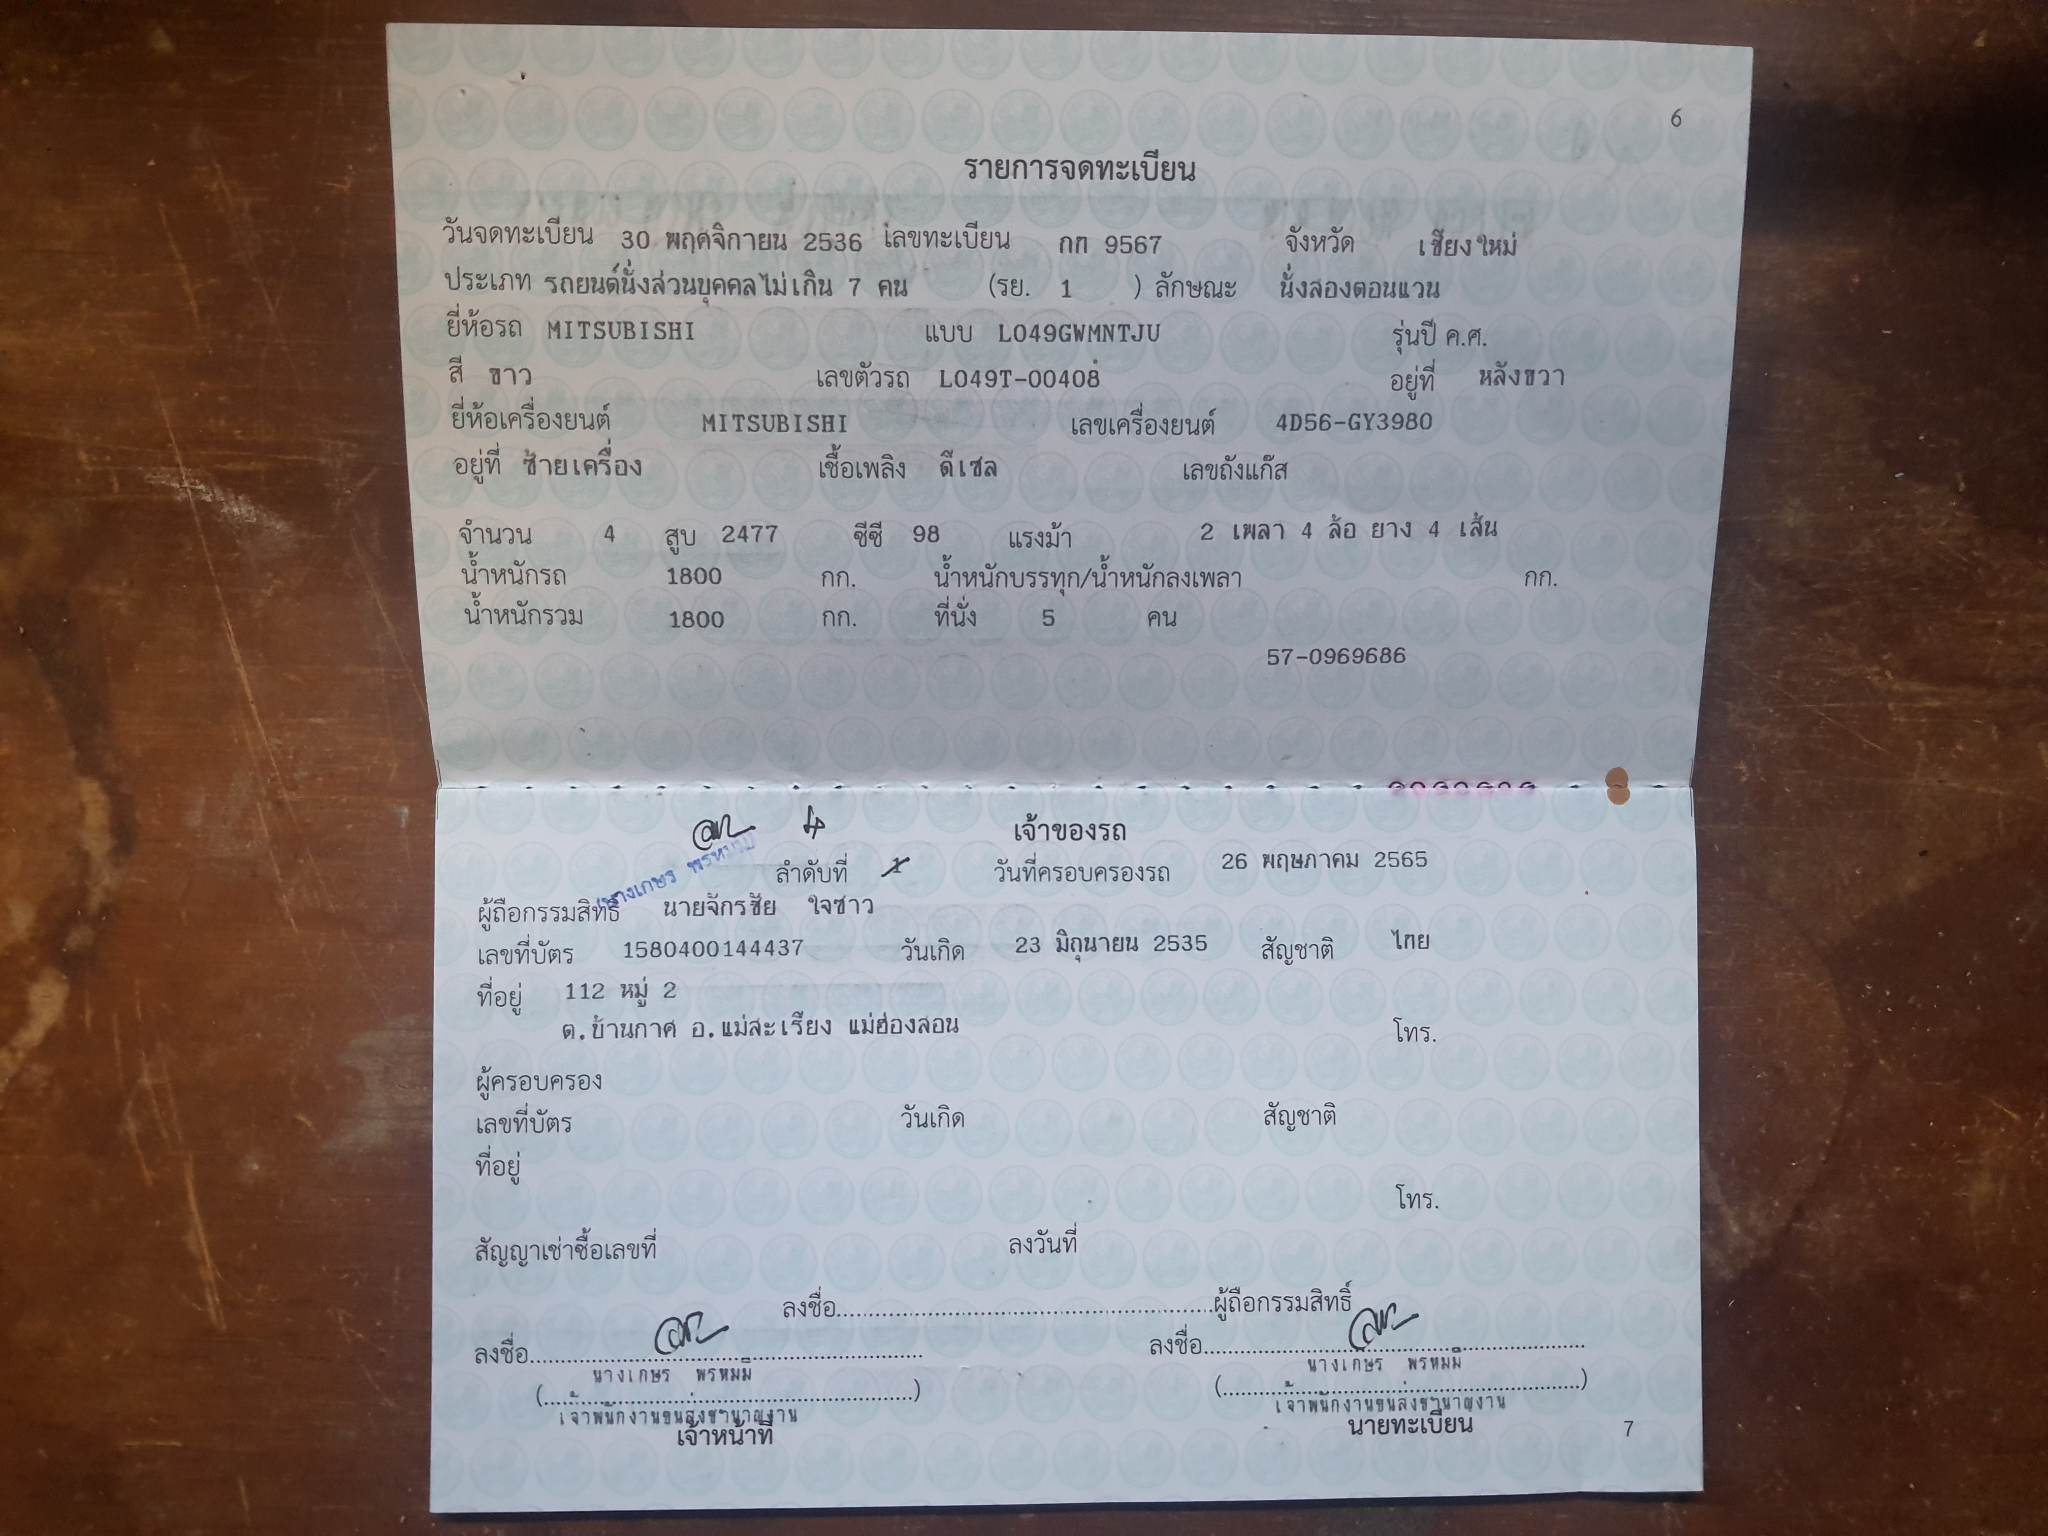 6
รายการจดทะเบียน
วันจดทะเบียน 30 พฤศจิกายน 2536 เลขทะเบียน กก 9567 จังหวัด เชียงใหม่
ประเภท รถยนต์นั่งส่วนบุคคลไม่เกิน 7 คน (รย. 1 ) ลักษณะ นั่งสองตอนแวน
ยี่ห้อรถ MITSUBISHI แบบ L049GWMNTJU รุ่นปี ค.ศ.
สี ขาว เลขตัวรถ L049T-00408 อยู่ที่ หลังขวา
ยี่ห้อเครื่องยนต์ MITSUBISHI เลขเครื่องยนต์ 4D56-GY3980
อยู่ที่ ซ้ายเครื่อง เชื้อเพลิง ดีเซล เลขถังแก๊ส
จำนวน 4 สูบ 2477 ซีซี 98 แรงม้า 2 เพลา 4 ล้อ ยาง 4 เส้น
น้ำหนักรถ 1800 กก. น้ำหนักบรรทุก/น้ำหนักลงเพลา กก.
น้ำหนักรวม 1800 กก. ที่นั่ง 5 คน
57-0969686
4 เจ้าของรถ
นางเกษร พรหมมิ
ลำดับที่ วันที่ครอบครองรถ 26 พฤษภาคม 2565
ผู้ถือกรรมสิทธิ์ นายจักรชัย ใจซาว
เลขที่บัตร 1580400144437 วันเกิด 23 มิถุนายน 2535 สัญชาติ ไทย
ที่อยู่ 112 หมู่ 2
ต.บ้านกาศ อ.แม่สะเรียง แม่ฮ่องสอน โทร.
ผู้ครอบครอง
เลขที่บัตร วันเกิด สัญชาติ
ที่อยู่
โทร.
สัญญาเช่าซื้อเลขที่ ลงวันที่
ลงชื่อ........................................ผู้ถือกรรมสิทธิ์
ลงชื่อ........................................ ลงชื่อ........................................
นางเกษร พรหมมิ นางเกษร พรหมมิ
(........................................) (........................................)
เจ้าพนักงานขนส่งชำนาญงาน เจ้าพนักงานขนส่งชำนาญงาน
เจ้าหน้าที่ นายทะเบียน 7